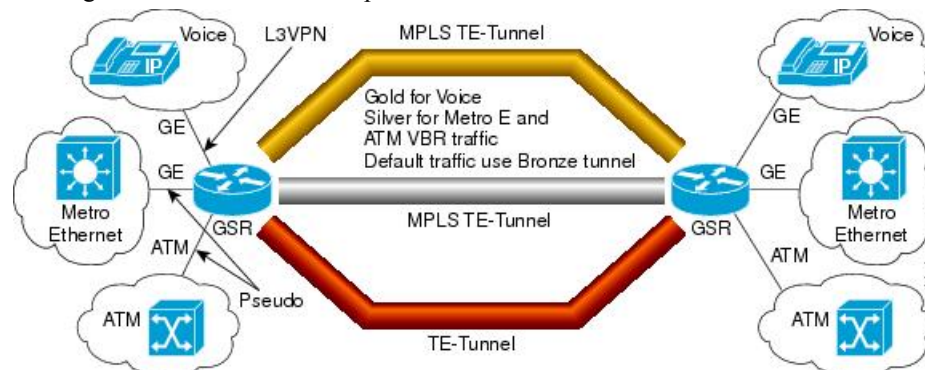 Voice
L3VPN
MPLS TE-Tunnel
Voice
IP
IP
Gold for Voice
Silver for Metro E and
ATM VBR traffic
Default traffic use Bronze tunnel
GE
GE
GE
GE
Metro
Ethernet
GSR
MPLS TE-Tunnel
GSR
Metro
Ethernet
ATM
ATM
Pseudo
ATM
ATM
TE-Tunnel